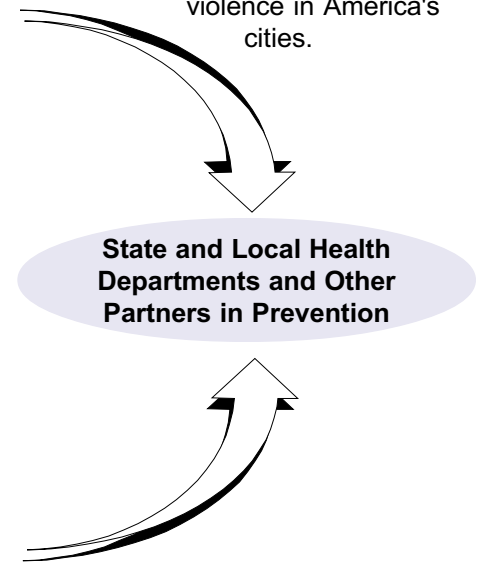 violence in America's
cities.
State and Local Health
Departments and Other
Partners in Prevention